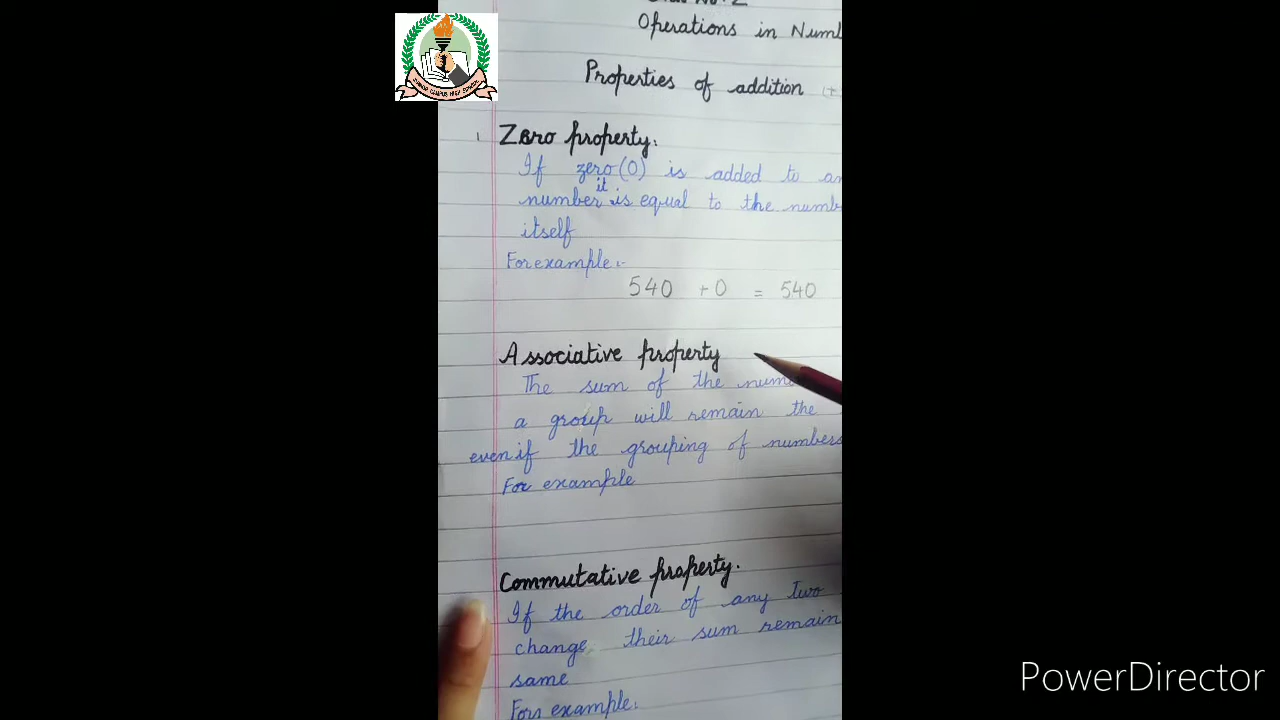 Operations in Numb
Properties of addition (+
1 Zero property.
If zero (0) is added to an
number it is equal to the numb
itself
For example:-
540 + 0 = 540
Associative property
The sum of the num
a group will remain the
even if the grouping of numbers
For example
Commutative property.
If the order of any two
change, their sum remain
same
For example:
PowerDirector